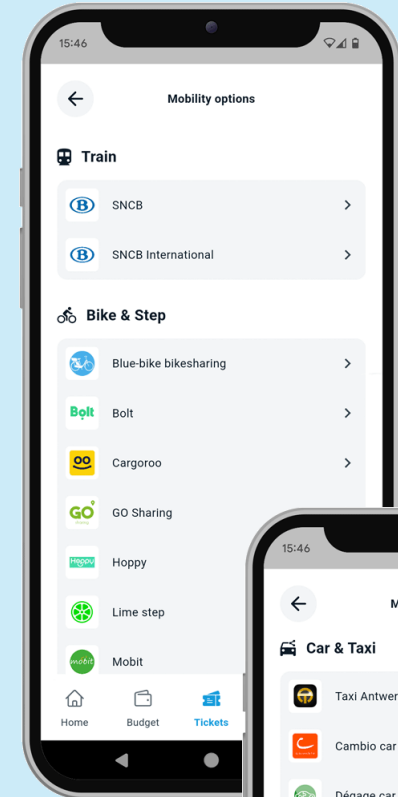 15:46
Mobility options
Train
B SNCB
B SNCB International
Bike & Step
Blue-bike bikesharing
Bolt Bolt
Cargoroo
GO GO Sharing
Hoppy Hoppy
Lime step
mobit Mobit
Home Budget Tickets
15:46
M
Car & Taxi
Taxi Antwer
Cambio car
Dégage car